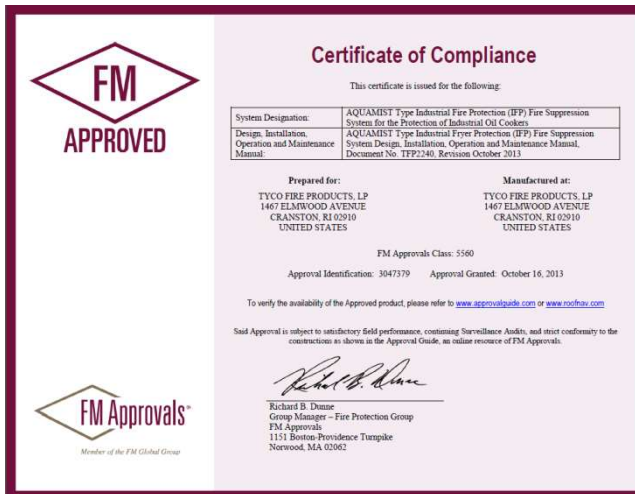 FM
APPROVED
Certificate of Compliance
This certificate is issued for the following:
System Designation: AQUAMIST Type Industrial Fire Protection (IFP) Fire Suppression
System for the Protection of Industrial Oil Cookers
Design, Installation, AQUAMIST Type Industrial Fryer Protection (IFP) Fire Suppression
Operation and Maintenance System Design, Installation, Operation and Maintenance Manual,
Manual: Document No. TFP2240, Revision October 2013
Prepared for:
TYCO FIRE PRODUCTS, LP
1467 ELMWOOD AVENUE
CRANSTON, RI 02910
UNITED STATES
Manufactured at:
TYCO FIRE PRODUCTS, LP
1467 ELMWOOD AVENUE
CRANSTON, RI 02910
UNITED STATES
FM Approvals Class: 5560
Approval Identification: 3047379 Approval Granted: October 16, 2013
To verify the availability of the Approved product, please refer to www.approvalguide.com or www.roofnav.com
Said Approval is subject to satisfactory field performance, continuing Surveillance Audits, and strict conformity to the
constructions as shown in the Approval Guide, an online resource of FM Approvals.
Richard B. Dunne
Richard B. Dunne
Group Manager – Fire Protection Group
FM Approvals
1151 Boston-Providence Turnpike
Norwood, MA 02062
FM Approvals®
Member of the FM Global Group